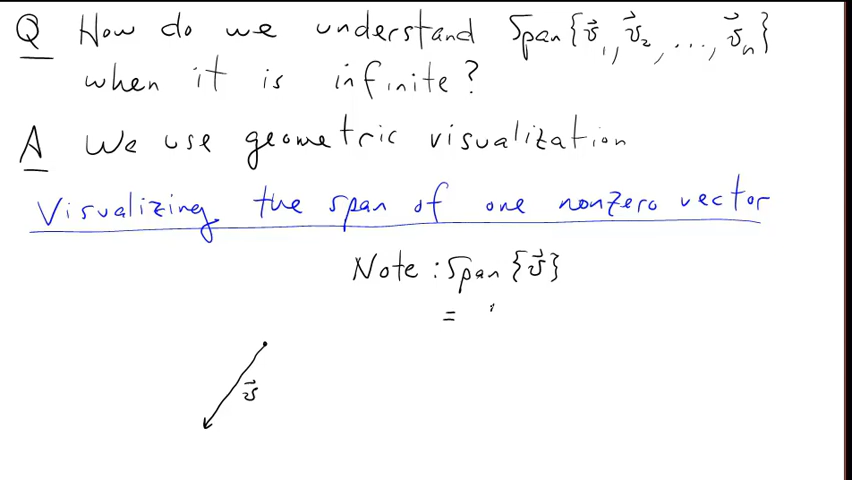 Q How do we understand Span{v⃗₁, v⃗₂, ..., v⃗ₙ}
when it is infinite?
A We use geometric visualization
Visualizing the span of one nonzero vector
Note: Span{v⃗}
=
v⃗